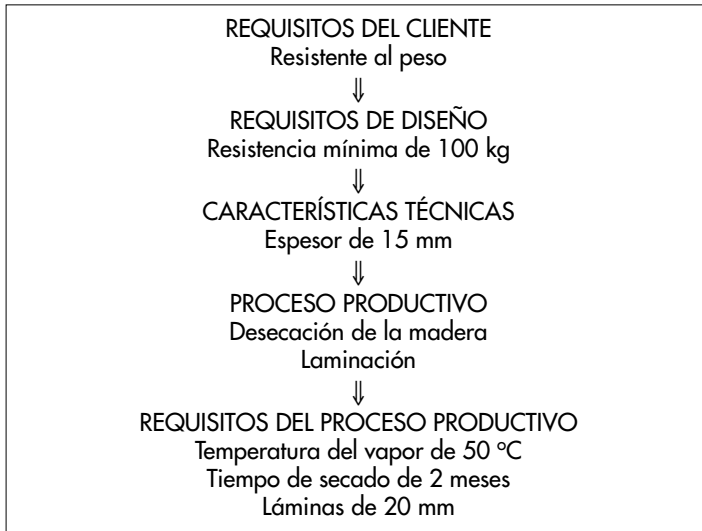 REQUISITOS DEL CLIENTE
Resistente al peso
⇓
REQUISITOS DE DISEÑO
Resistencia mínima de 100 kg
⇓
CARACTERÍSTICAS TÉCNICAS
Espesor de 15 mm
⇓
PROCESO PRODUCTIVO
Desecación de la madera
Laminación
⇓
REQUISITOS DEL PROCESO PRODUCTIVO
Temperatura del vapor de 50 ºC
Tiempo de secado de 2 meses
Láminas de 20 mm